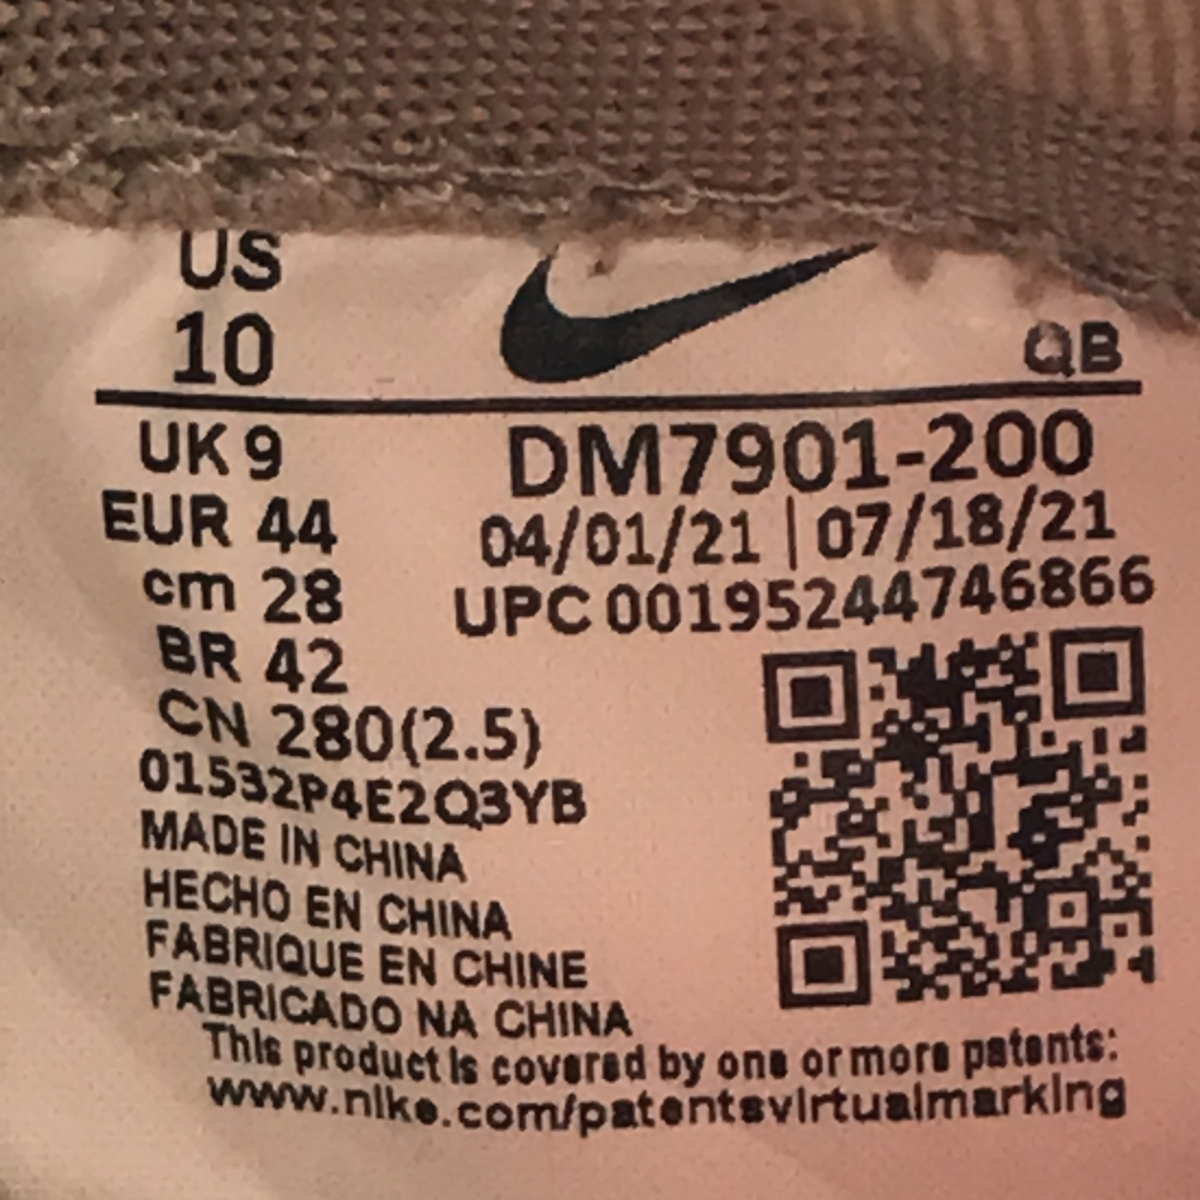 US
10
QB
UK 9
DM7901-200
EUR 44
04/01/21 | 07/18/21
cm 28
UPC 00195244746866
BR 42
CN 280(2.5)
01532P4E2Q3YB
MADE IN CHINA
HECHO EN CHINA
FABRIQUE EN CHINE
FABRICADO NA CHINA
This product is covered by one or more patents:
www.nike.com/patentsvirtualmarking